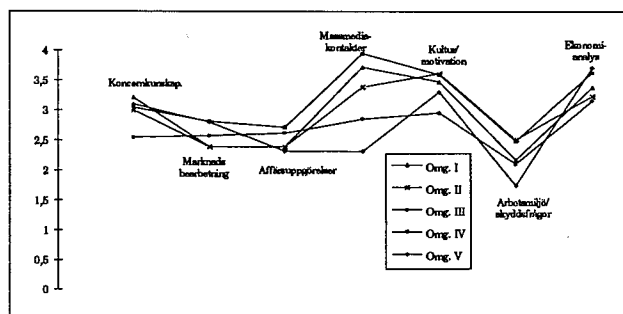 4
3,5
3
2,5
2
1,5
1
0,5
0
Koncernkunskap.
Marknads
bearbetning
Affärsuppgörelser
Massmedia-
kontakter
Kultur/
motivation
Arbetsmiljö/
skyddsfrågor
Ekonomi-
analys
Omg. I
Omg. II
Omg. III
Omg. IV
Omg. V